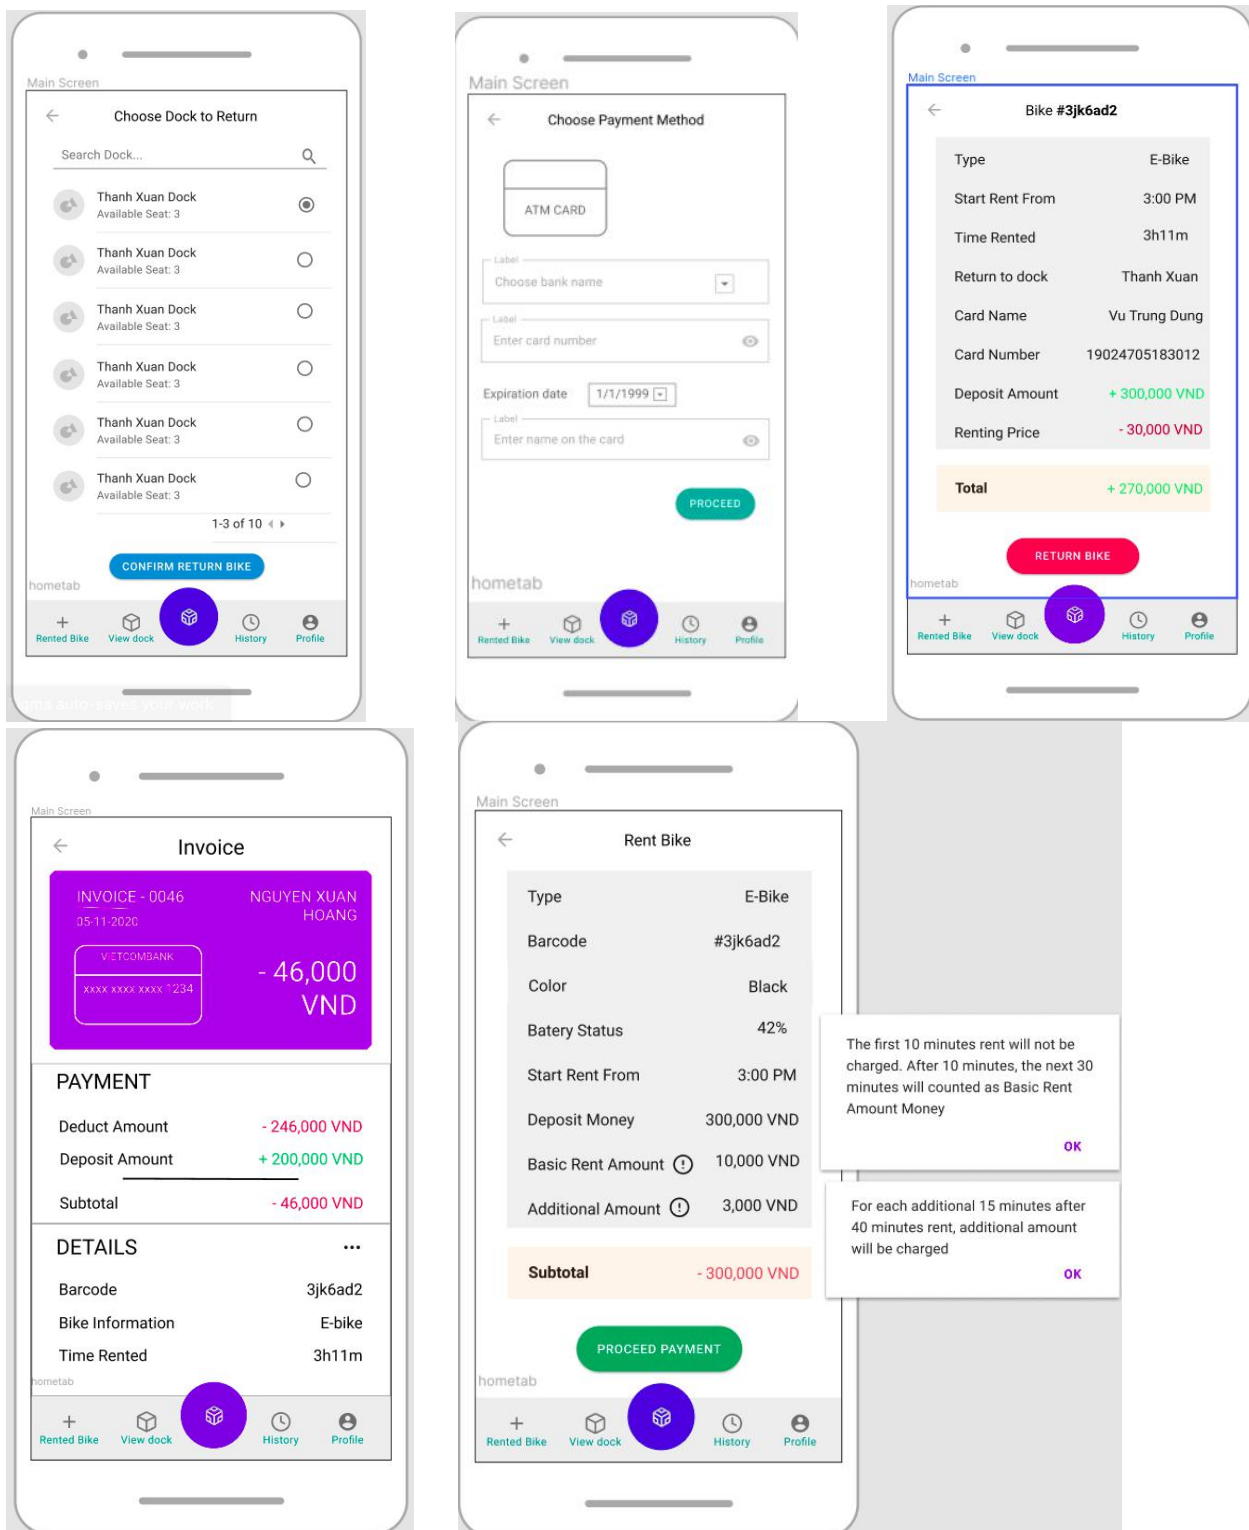 Main Screen
Choose Dock to Return
Search Dock...
Thanh Xuan Dock
Available Seat: 3
Thanh Xuan Dock
Available Seat: 3
Thanh Xuan Dock
Available Seat: 3
Thanh Xuan Dock
Available Seat: 3
Thanh Xuan Dock
Available Seat: 3
Thanh Xuan Dock
Available Seat: 3
1-3 of 10
CONFIRM RETURN BIKE
hometab
Rented Bike View dock History Profile
auto-saves your work
Main Screen
Choose Payment Method
ATM CARD
Label
Choose bank name
Label
Enter card number
Expiration date 1/1/1999
Label
Enter name on the card
PROCEED
hometab
Rented Bike View dock History Profile
Main Screen
Bike #3jk6ad2
Type E-Bike
Start Rent From 3:00 PM
Time Rented 3h11m
Return to dock Thanh Xuan
Card Name Vu Trung Dung
Card Number 19024705183012
Deposit Amount + 300,000 VND
Renting Price - 30,000 VND
Total + 270,000 VND
RETURN BIKE
hometab
Rented Bike View dock History Profile
Main Screen
Invoice
INVOICE - 0046 NGUYEN XUAN
HOANG
05-11-2020
VIETCOMBANK
xxxx xxxx xxxx 1234
- 46,000
VND
PAYMENT
Deduct Amount - 246,000 VND
Deposit Amount + 200,000 VND
Subtotal - 46,000 VND
DETAILS ...
Barcode 3jk6ad2
Bike Information E-bike
Time Rented 3h11m
hometab
Rented Bike View dock History Profile
Main Screen
Rent Bike
Type E-Bike
Barcode #3jk6ad2
Color Black
Batery Status 42%
Start Rent From 3:00 PM
Deposit Money 300,000 VND
Basic Rent Amount 10,000 VND
Additional Amount 3,000 VND
Subtotal - 300,000 VND
PROCEED PAYMENT
hometab
Rented Bike View dock History Profile
The first 10 minutes rent will not be
charged. After 10 minutes, the next 30
minutes will counted as Basic Rent
Amount Money
OK
For each additional 15 minutes after
40 minutes rent, additional amount
will be charged
OK